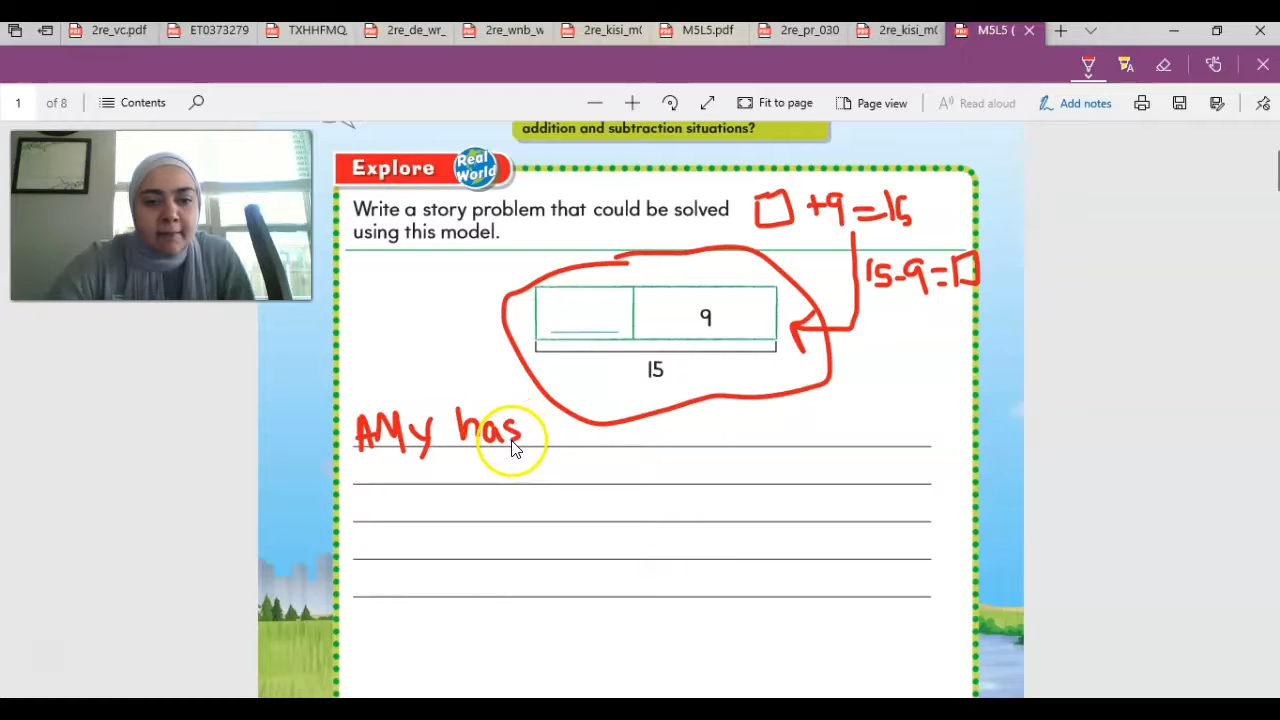 2re_vc.pdf ET0373279 TXHHFMQ. 2re_de_wr_ 2re_wnb_w 2re_kisi_m0 M5L5.pdf 2re_pr_030 2re_kisi_m0 M5L5 (
1 of 8 Contents Fit to page Page view Read aloud Add notes
addition and subtraction situations?
Explore Real World
Write a story problem that could be solved
using this model.
□ +9=15
15-9=□
9
15
AMy has